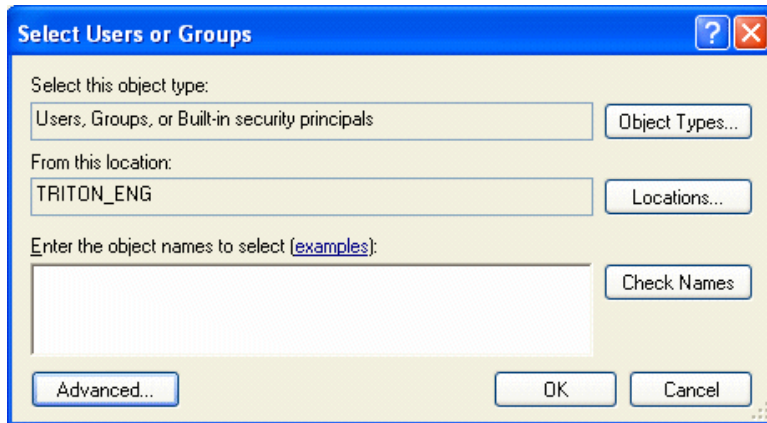 Select Users or Groups
Select this object type:
Users, Groups, or Built-in security principals
Object Types...
From this location:
TRITON_ENG
Locations...
Enter the object names to select (examples):
Check Names
Advanced...
OK
Cancel